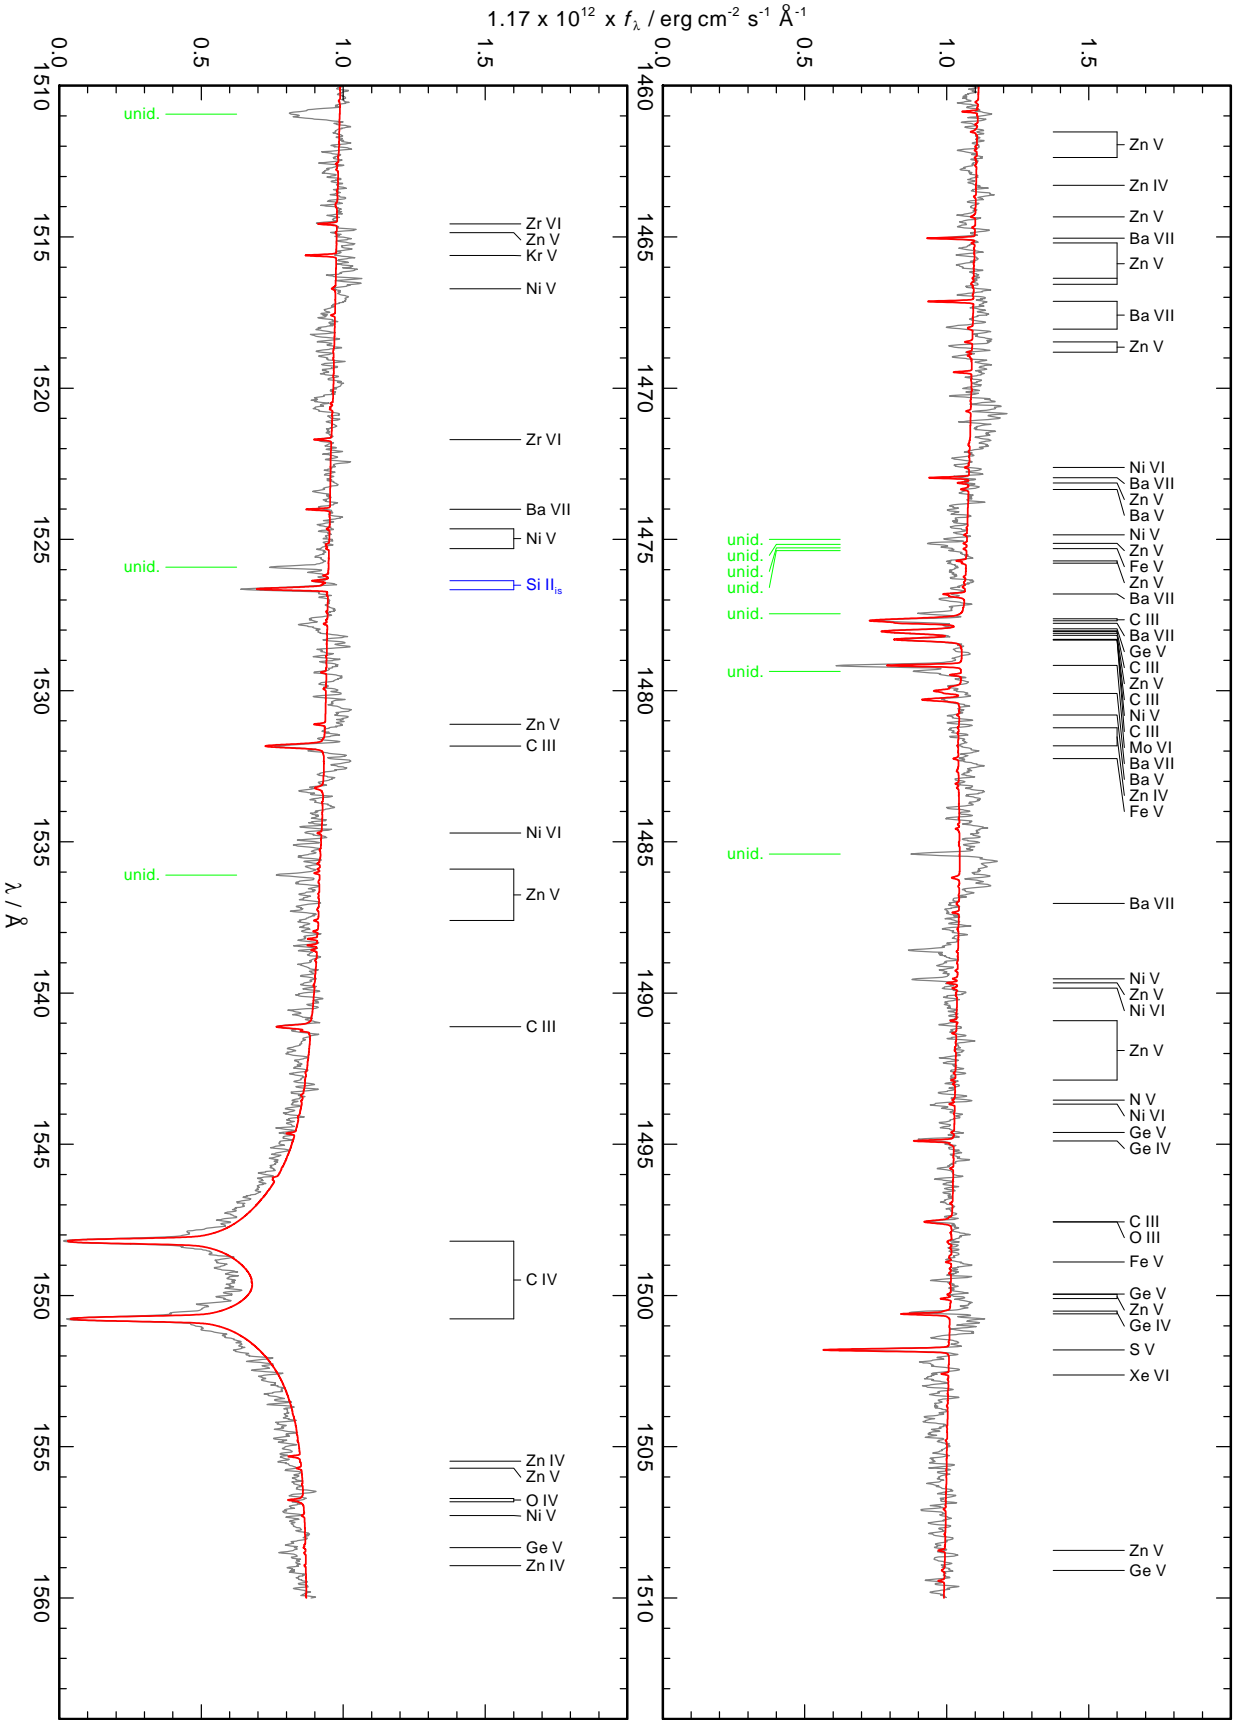 1.17 x 10¹² x f_λ / erg cm⁻² s⁻¹ Å⁻¹
0.0
0.5
1.0
1.5
1460
1465
1470
1475
1480
1485
1490
1495
1500
1505
1510
Zn V
Zn IV
Zn V
Ba VII
Zn V
Ba VII
Zn V
Ni VI
Ba VII
Zn V
Ba V
Ni V
Zn V
Fe V
Zn V
Ba VII
C III
Ba VII
Ge V
C III
Zn V
C III
Ni V
C III
Mo VI
Ba VII
Ba V
Zn IV
Fe V
Ba VII
Ni V
Zn V
Ni VI
Zn V
N V
Ni VI
Ge V
Ge IV
C III
O III
Fe V
Ge V
Zn V
Ge IV
S V
Xe VI
Zn V
Ge V
unid.
unid.
unid.
unid.
unid.
unid.
unid.
0.0
0.5
1.0
1.5
1510
1515
1520
1525
1530
1535
1540
1545
1550
1555
1560
Zr VI
Zn V
Kr V
Ni V
Zr VI
Ba VII
Ni V
Si II_is
Zn V
C III
Ni VI
Zn V
C III
C IV
Zn IV
Zn V
O IV
Ni V
Ge V
Zn IV
unid.
unid.
unid.
λ / Å